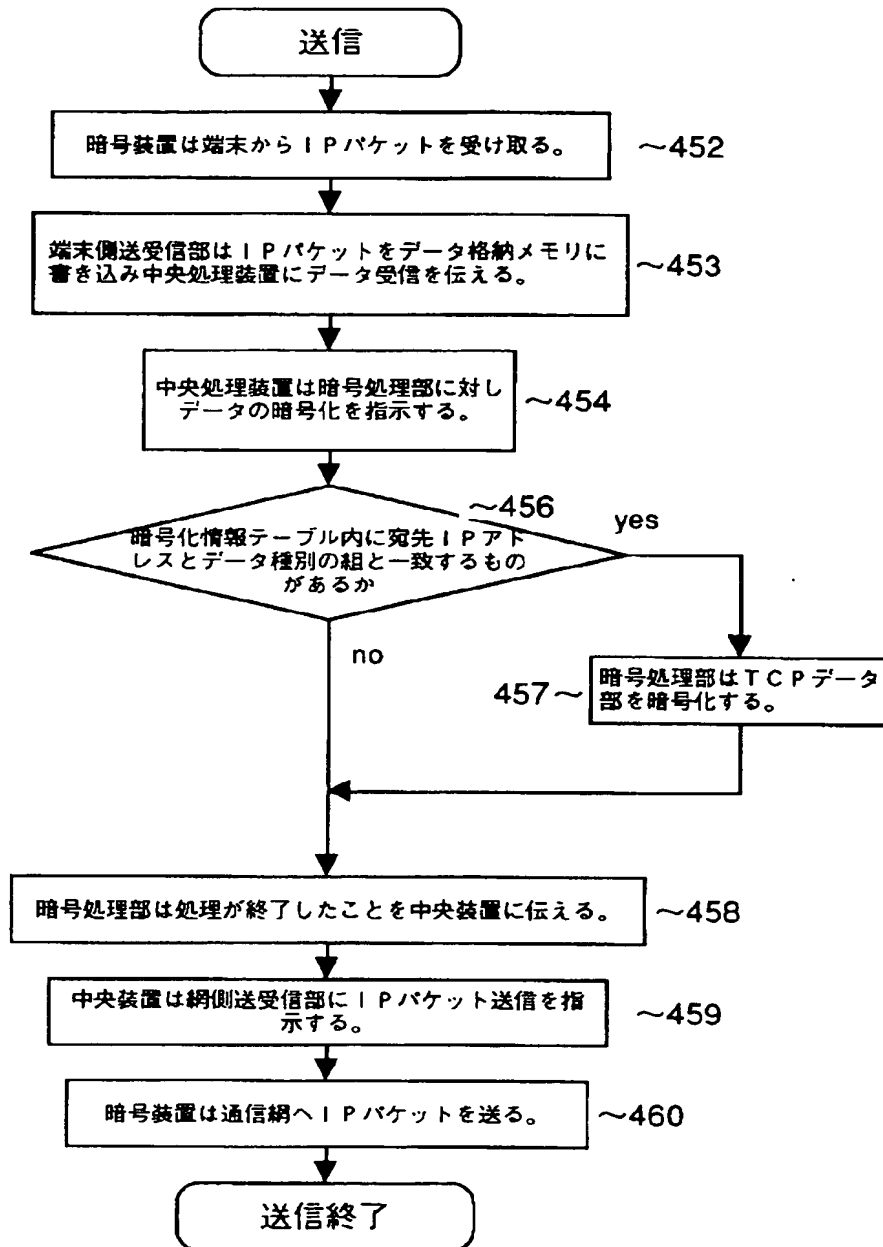 送信
暗号装置は端末からIPパケットを受け取る。
～452
端末側送受信部はIPパケットをデータ格納メモリに
書き込み中央処理装置にデータ受信を伝える。
～453
中央処理装置は暗号処理部に対し
データの暗号化を指示する。
～454
～456
暗号化情報テーブル内に宛先IPアド
レスとデータ種別の組と一致するもの
があるか
yes
no
457～
暗号処理部はTCPデータ
部を暗号化する。
暗号処理部は処理が終了したことを中央装置に伝える。
～458
中央装置は網側送受信部にIPパケット送信を指
示する。
～459
暗号装置は通信網へIPパケットを送る。
～460
送信終了